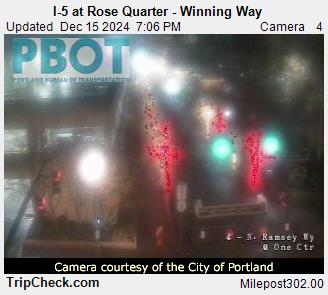 I-5 at Rose Quarter - Winning Way
Updated Dec 15 2024 7:06 PM Camera 4
PBOT
PORTLAND BUREAU OF TRANSPORTATION
4 - N. Ramsey Wy
@ One Ctr
Camera courtesy of the City of Portland
TripCheck.com Milepost302.00